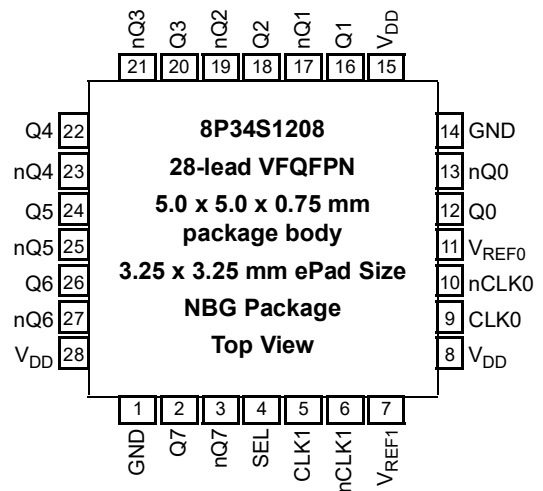 nQ3 Q3 nQ2 Q2 nQ1 Q1 VDD
21 20 19 18 17 16 15
Q4 22
nQ4 23
Q5 24
nQ5 25
Q6 26
nQ6 27
VDD 28
8P34S1208
28-lead VFQFPN
5.0 x 5.0 x 0.75 mm
package body
3.25 x 3.25 mm ePad Size
NBG Package
Top View
14 GND
13 nQ0
12 Q0
11 VREF0
10 nCLK0
9 CLK0
8 VDD
1 2 3 4 5 6 7
GND Q7 nQ7 SEL CLK1 nCLK1 VREF1